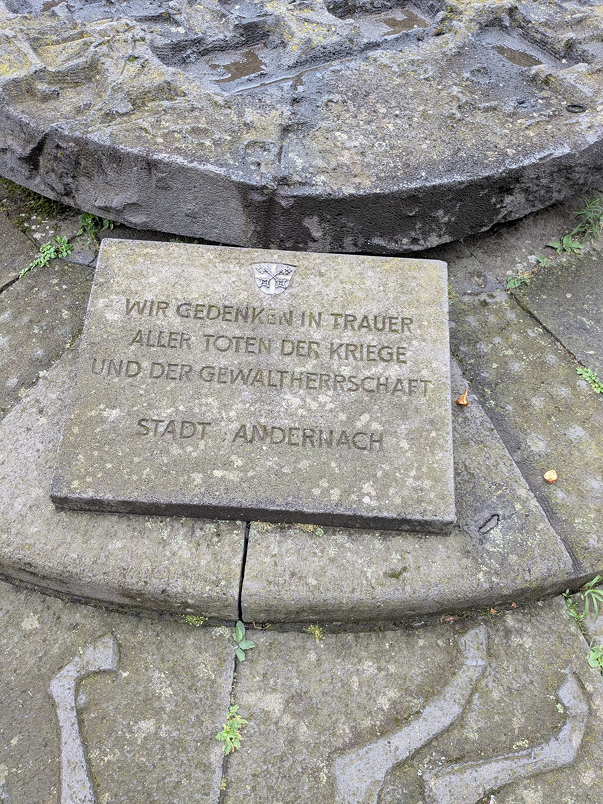 WIR GEDENKEN IN TRAUER
ALLER TOTEN DER KRIEGE
UND DER GEWALTHERRSCHAFT
STADT ANDERNACH